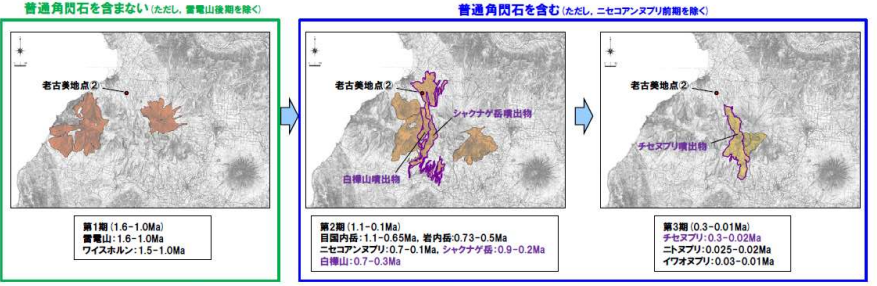 普通角閃石を含まない(ただし，雷電山後期を除く)
普通角閃石を含む(ただし，ニセコアンヌプリ前期を除く)
老古美地点②
老古美地点②
シャクナゲ岳噴出物
白樺山噴出物
老古美地点②
チセヌプリ噴出物
第1期(1.6-1.0Ma)
雷電山：1.6-1.0Ma
ワイスホルン：1.5-1.0Ma
第2期(1.1-0.1Ma)
目国内岳：1.1-0.65Ma，岩内岳:0.73-0.5Ma
ニセコアンヌプリ：0.7-0.1Ma，シャクナゲ岳：0.9-0.2Ma
白樺山：0.7-0.3Ma
第3期(0.3-0.01Ma)
チセヌプリ：0.3-0.02Ma
ニトヌプリ：0.025-0.02Ma
イワオヌプリ：0.03-0.01Ma